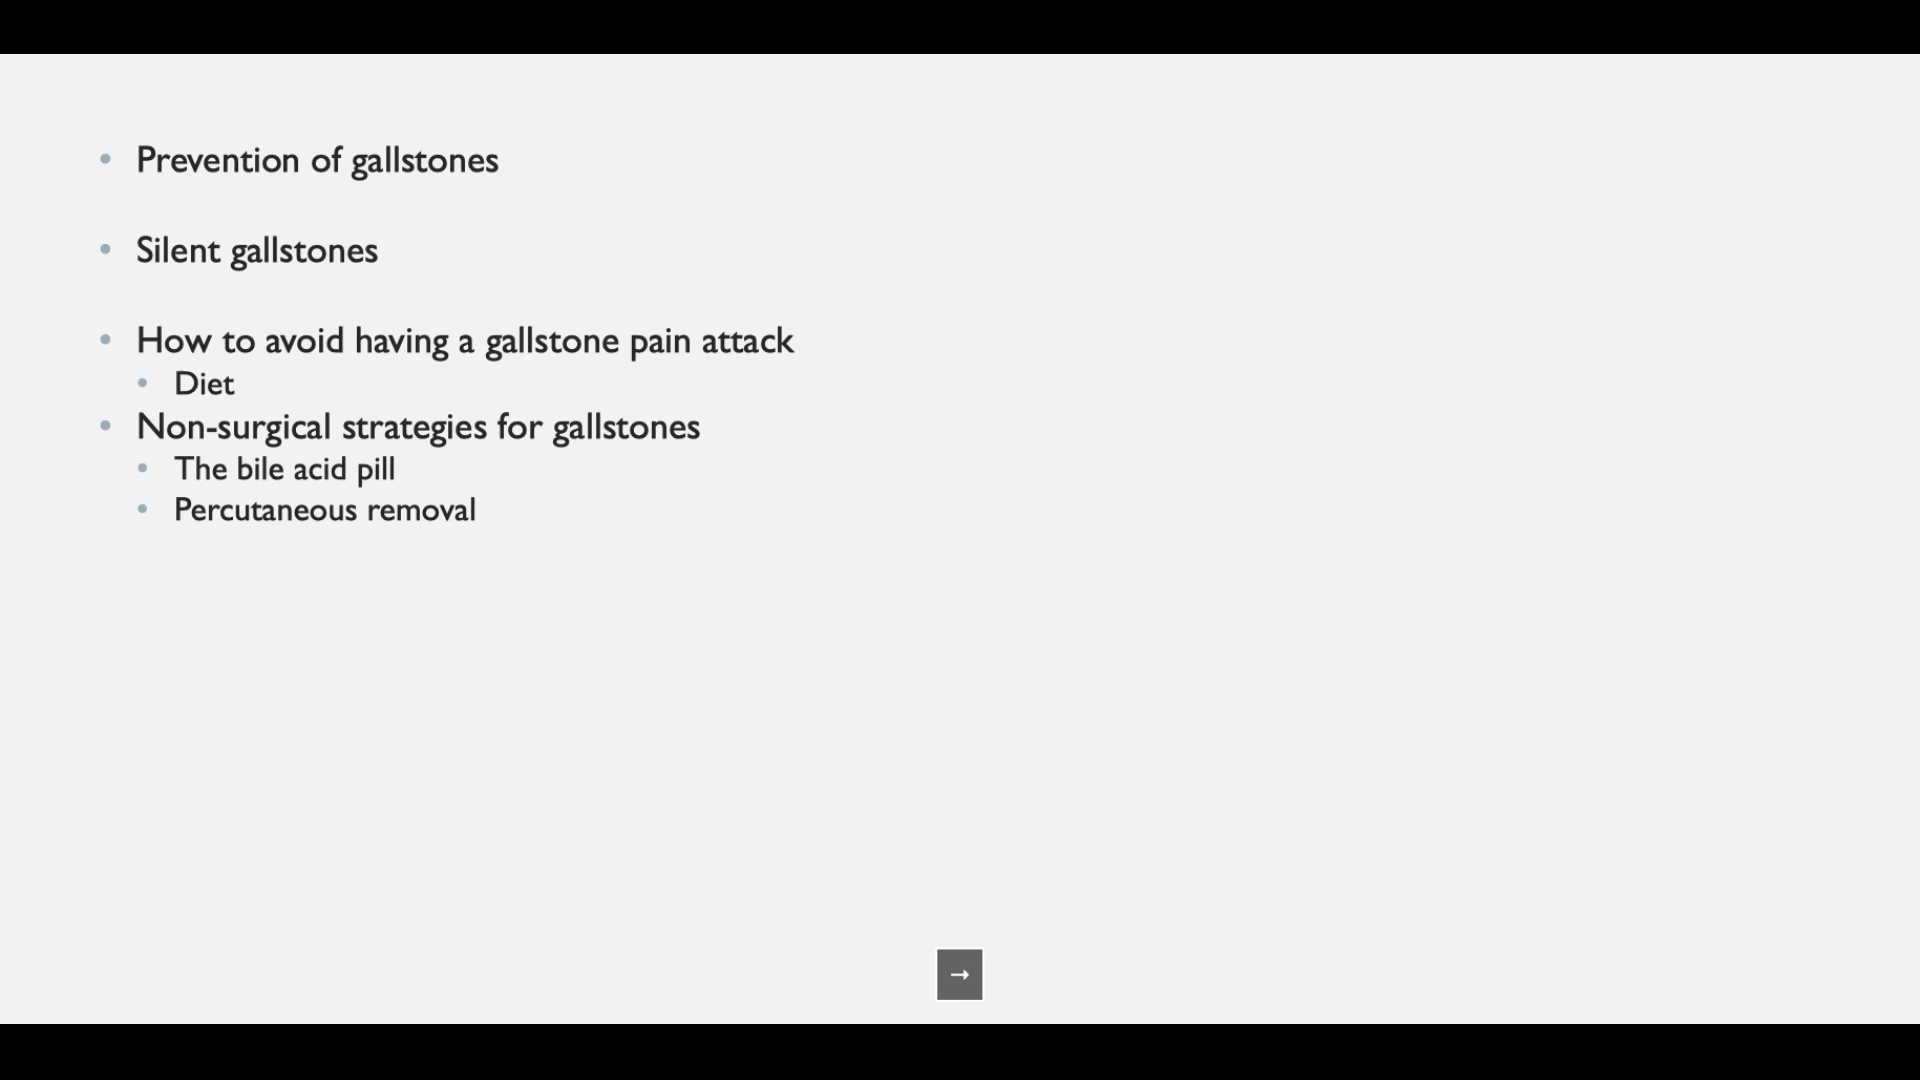 Prevention of gallstones
Silent gallstones
How to avoid having a gallstone pain attack
Diet
Non-surgical strategies for gallstones
The bile acid pill
Percutaneous removal